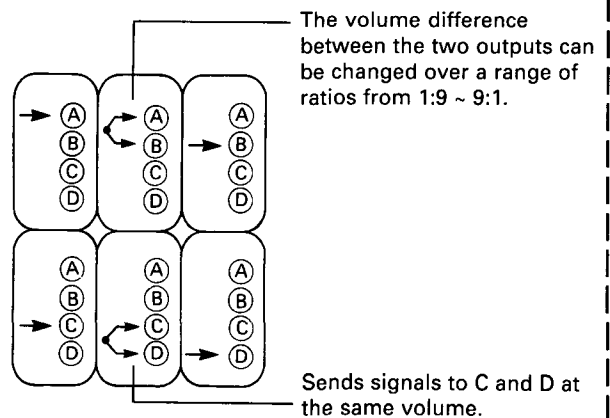 The volume difference
between the two outputs can
be changed over a range of
ratios from 1:9 ~ 9:1.
A A A
B B B
C C C
D D D
A A A
B B B
C C C
D D D
Sends signals to C and D at
the same volume.